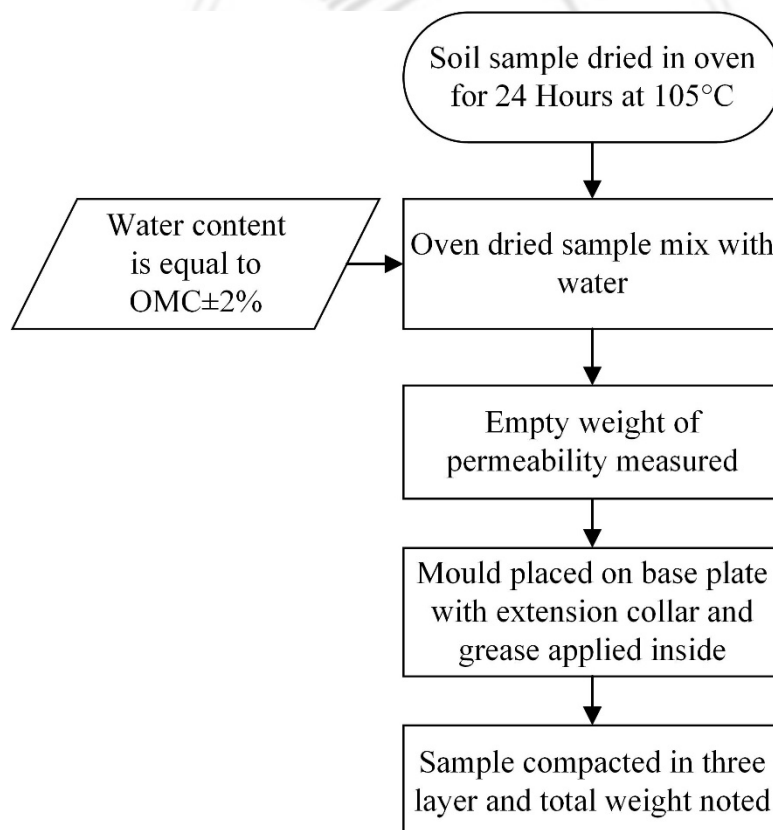 Soil sample dried in oven
for 24 Hours at 105°C
Water content
is equal to
OMC±2%
Oven dried sample mix with
water
Empty weight of
permeability measured
Mould placed on base plate
with extension collar and
grease applied inside
Sample compacted in three
layer and total weight noted